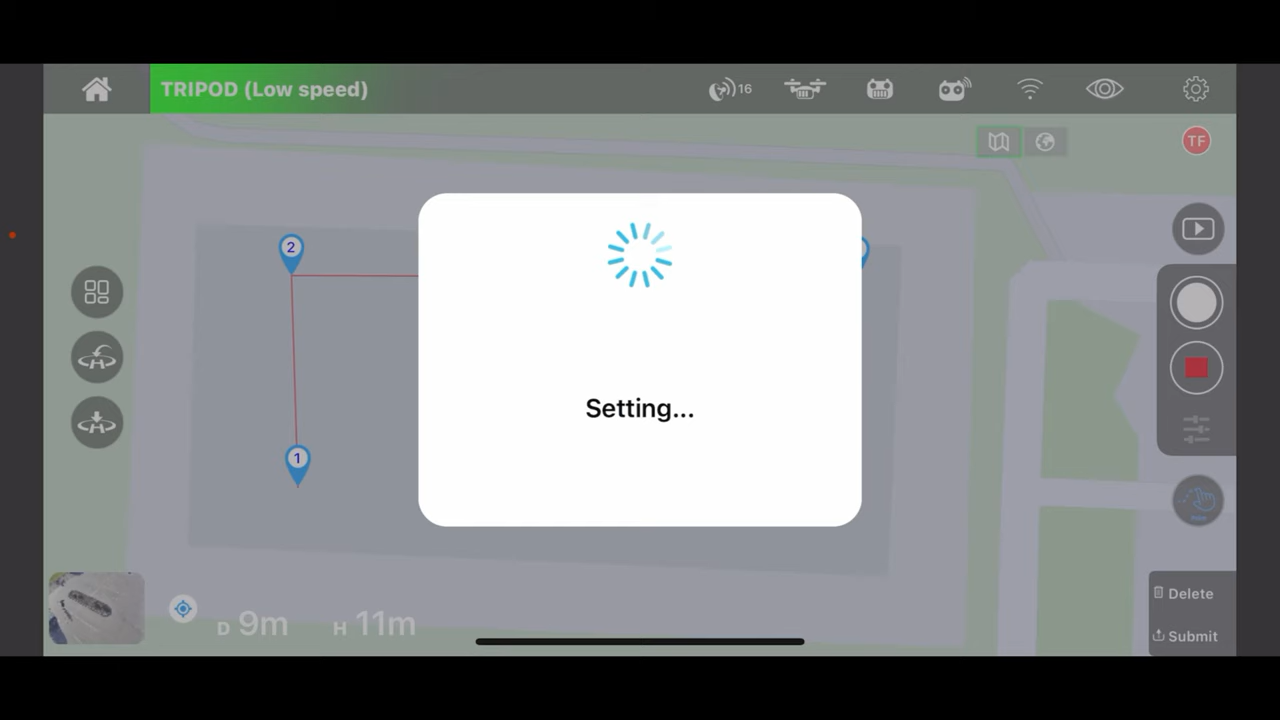 TRIPOD (Low speed)
16
TF
2
1
Setting...
D 9m
H 11m
Delete
Submit